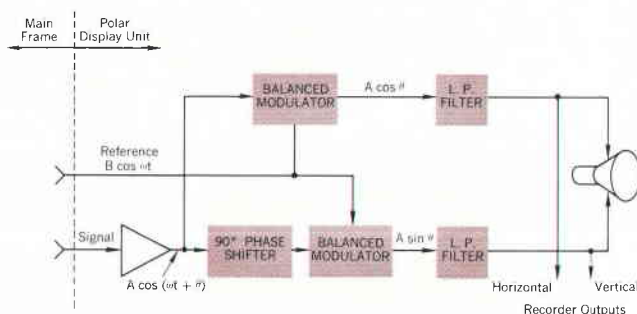 Main
Frame
Polar
Display Unit
BALANCED
MODULATOR
A cos θ
L. P.
FILTER
Reference
B cos ωt
Signal
90° PHASE
SHIFTER
BALANCED
MODULATOR
A sin θ
L. P.
FILTER
A cos (ωt + θ)
Horizontal
Vertical
Recorder Outputs